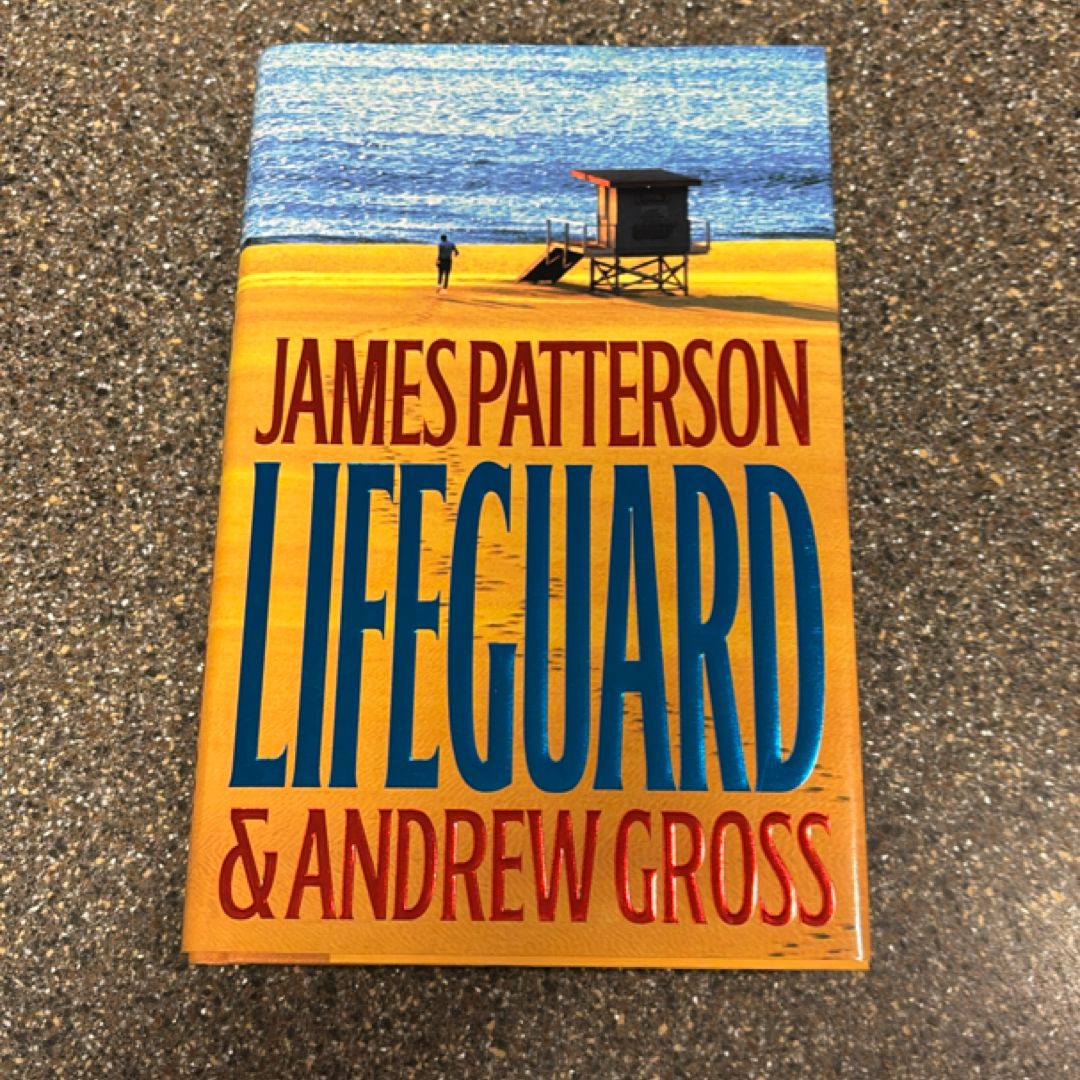 JAMES PATTERSON
LIFEGUARD
& ANDREW GROSS